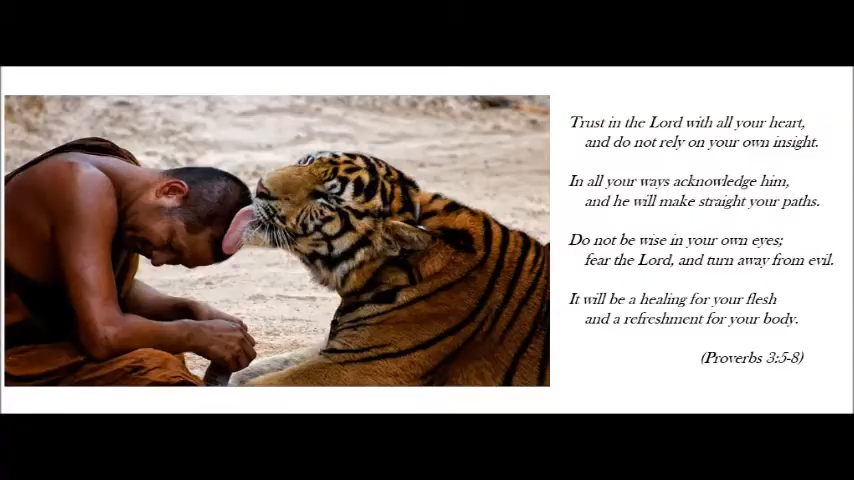 Trust in the Lord with all your heart,
and do not rely on your own insight.
In all your ways acknowledge him,
and he will make straight your paths.
Do not be wise in your own eyes;
fear the Lord, and turn away from evil.
It will be a healing for your flesh
and a refreshment for your body.
(Proverbs 3:5-8)